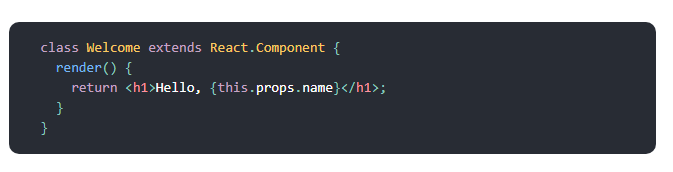 class Welcome extends React.Component {
  render() {
    return <h1>Hello, {this.props.name}</h1>;
  }
}